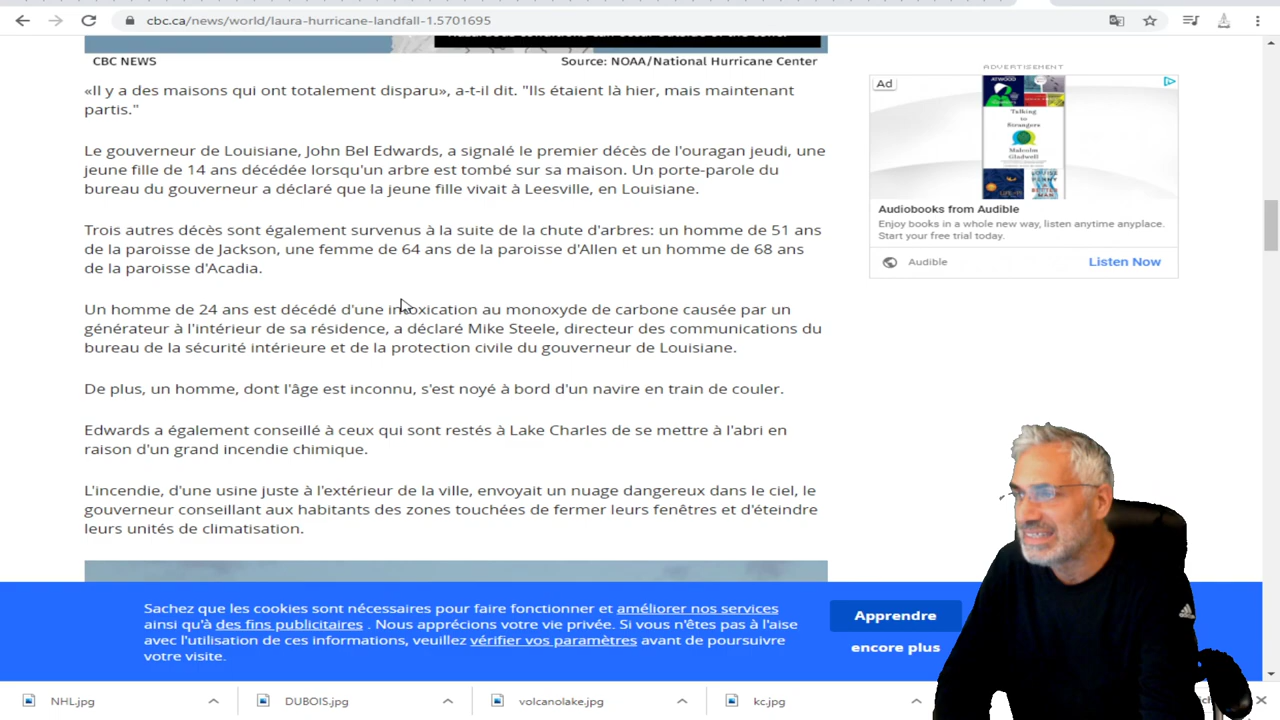 cbc.ca/news/world/laura-hurricane-landfall-1.5701695
CBC NEWS
Source: NOAA/National Hurricane Center
«Il y a des maisons qui ont totalement disparu», a-t-il dit. "Ils étaient là hier, mais maintenant
partis."
Le gouverneur de Louisiane, Jon Bel Edwards, a signalé le premier décès de l'ouragan jeudi, une
jeune fille de 14 ans décédée lorsqu'un arbre est tombé sur sa maison. Un porte-parole du
bureau du gouverneur a déclaré que la jeune fille vivait à Leesville, en Louisiane.
Trois autres décès sont également survenus à la suite de la chute d'arbres: un homme de 51 ans
de la paroisse de Jackson, une femme de 64 ans de la paroisse d'Allen et un homme de 68 ans
de la paroisse d'Acadia.
Un homme de 24 ans est décédé d'une intoxication au monoxyde de carbone causée par un
générateur à l'intérieur de sa résidence, a déclaré Mike Steele, directeur des communications du
bureau de la sécurité intérieure et de la protection civile du gouverneur de Louisiane.
De plus, un homme, dont l'âge est inconnu, s'est noyé à bord d'un navire en train de couler.
Edwards a également conseillé à ceux qui sont restés à Lake Charles de se mettre à l'abri en
raison d'un grand incendie chimique.
L'incendie, d'une usine juste à l'extérieur de la ville, envoyait un nuage dangereux dans le ciel, le
gouverneur conseillant aux habitants des zones touchées de fermer leurs fenêtres et d'éteindre
leurs unités de climatisation.
ADVERTISEMENT
Ad
ATWOOD
Talking
to
Strangers
Malcolm
Gladwell
Audiobooks from Audible
Enjoy books in a whole new way, listen anytime anyplace.
Start your free trial today.
Audible
Listen Now
Sachez que les cookies sont nécessaires pour faire fonctionner et améliorer nos services
ainsi qu'à des fins publicitaires . Nous apprécions votre vie privée. Si vous n'êtes pas à l'aise
avec l'utilisation de ces informations, veuillez vérifier vos paramètres avant de poursuivre
votre visite.
Apprendre
encore plus
NHL.jpg
DUBOIS.jpg
volcanolake.jpg
kc.jpg